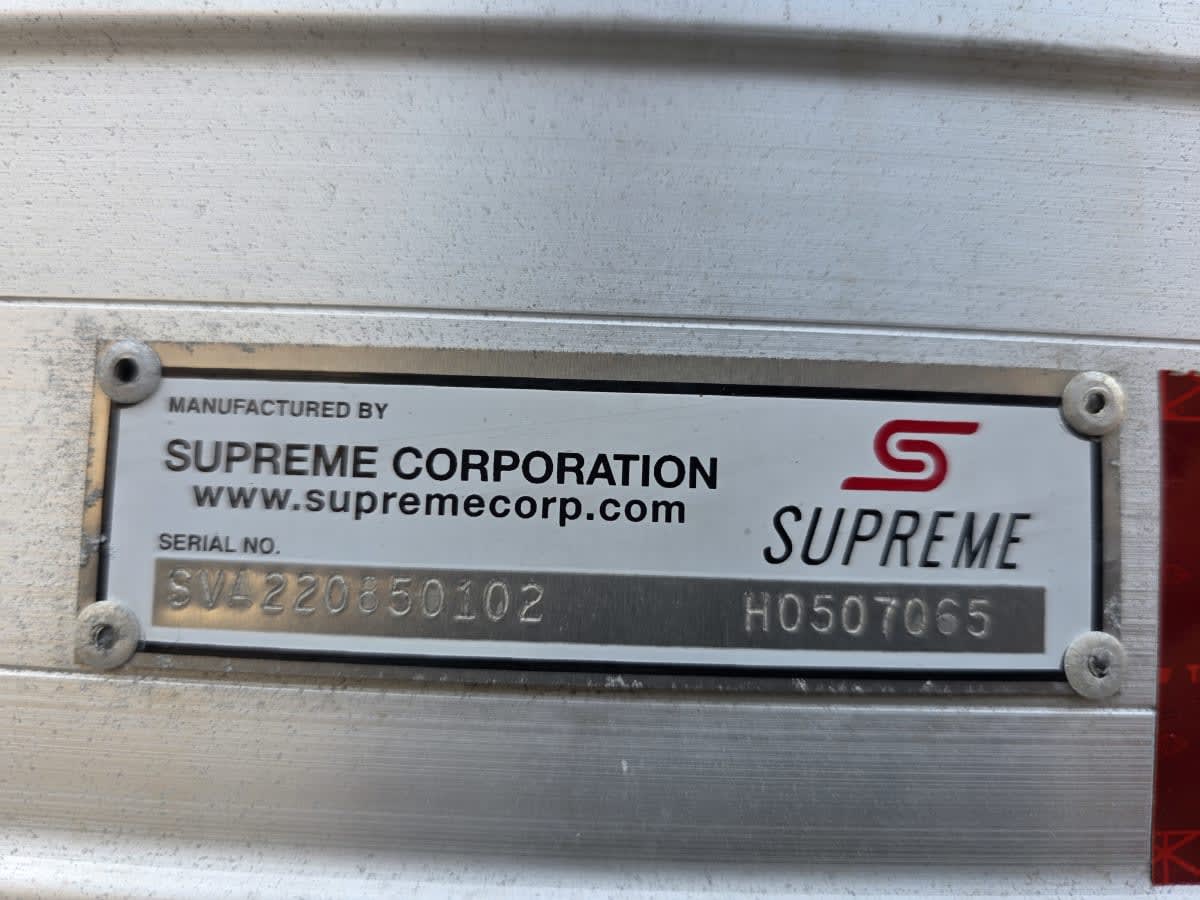 MANUFACTURED BY
SUPREME CORPORATION
www.supremecorp.com
SUPREME
SERIAL NO.
SVA220850102 H0507065